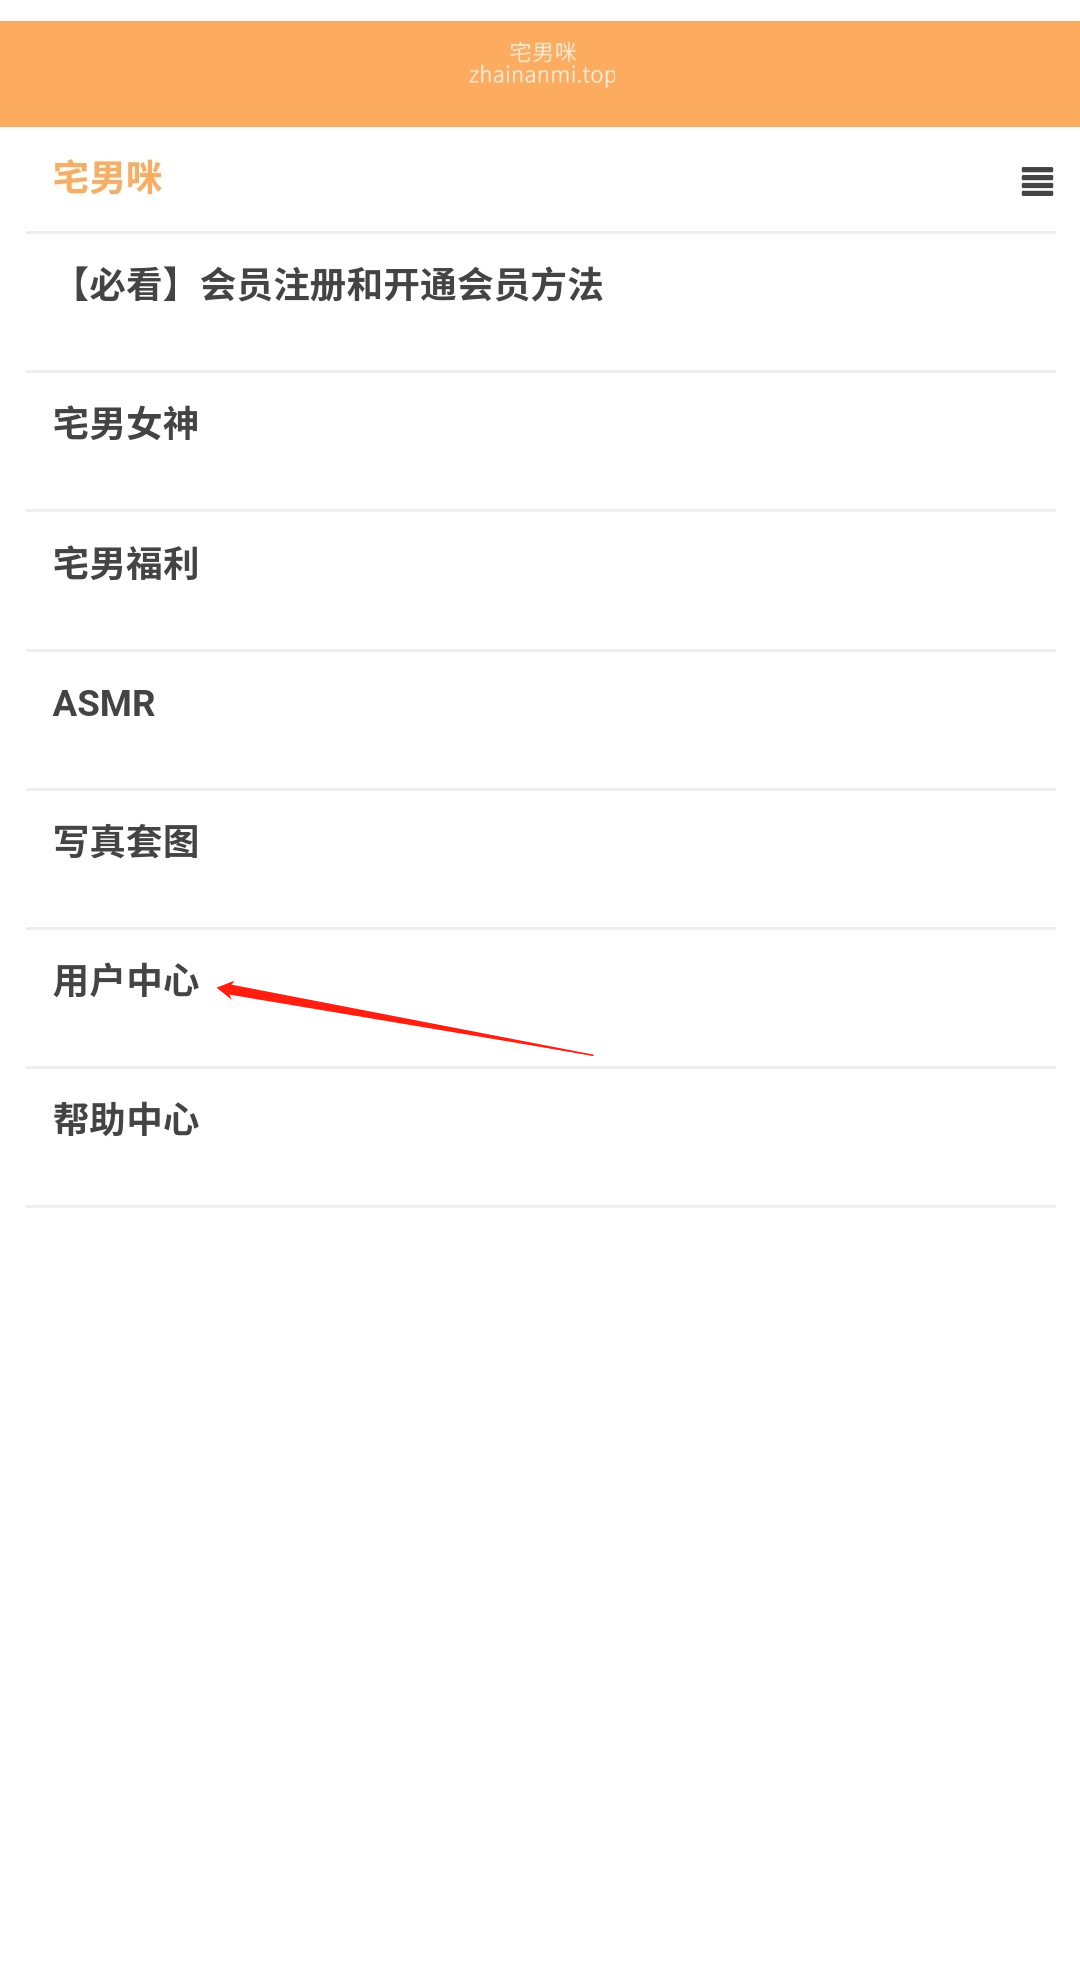 宅男咪
zhainanmi.top
宅男咪
【必看】会员注册和开通会员方法
宅男女神
宅男福利
ASMR
写真套图
用户中心
帮助中心